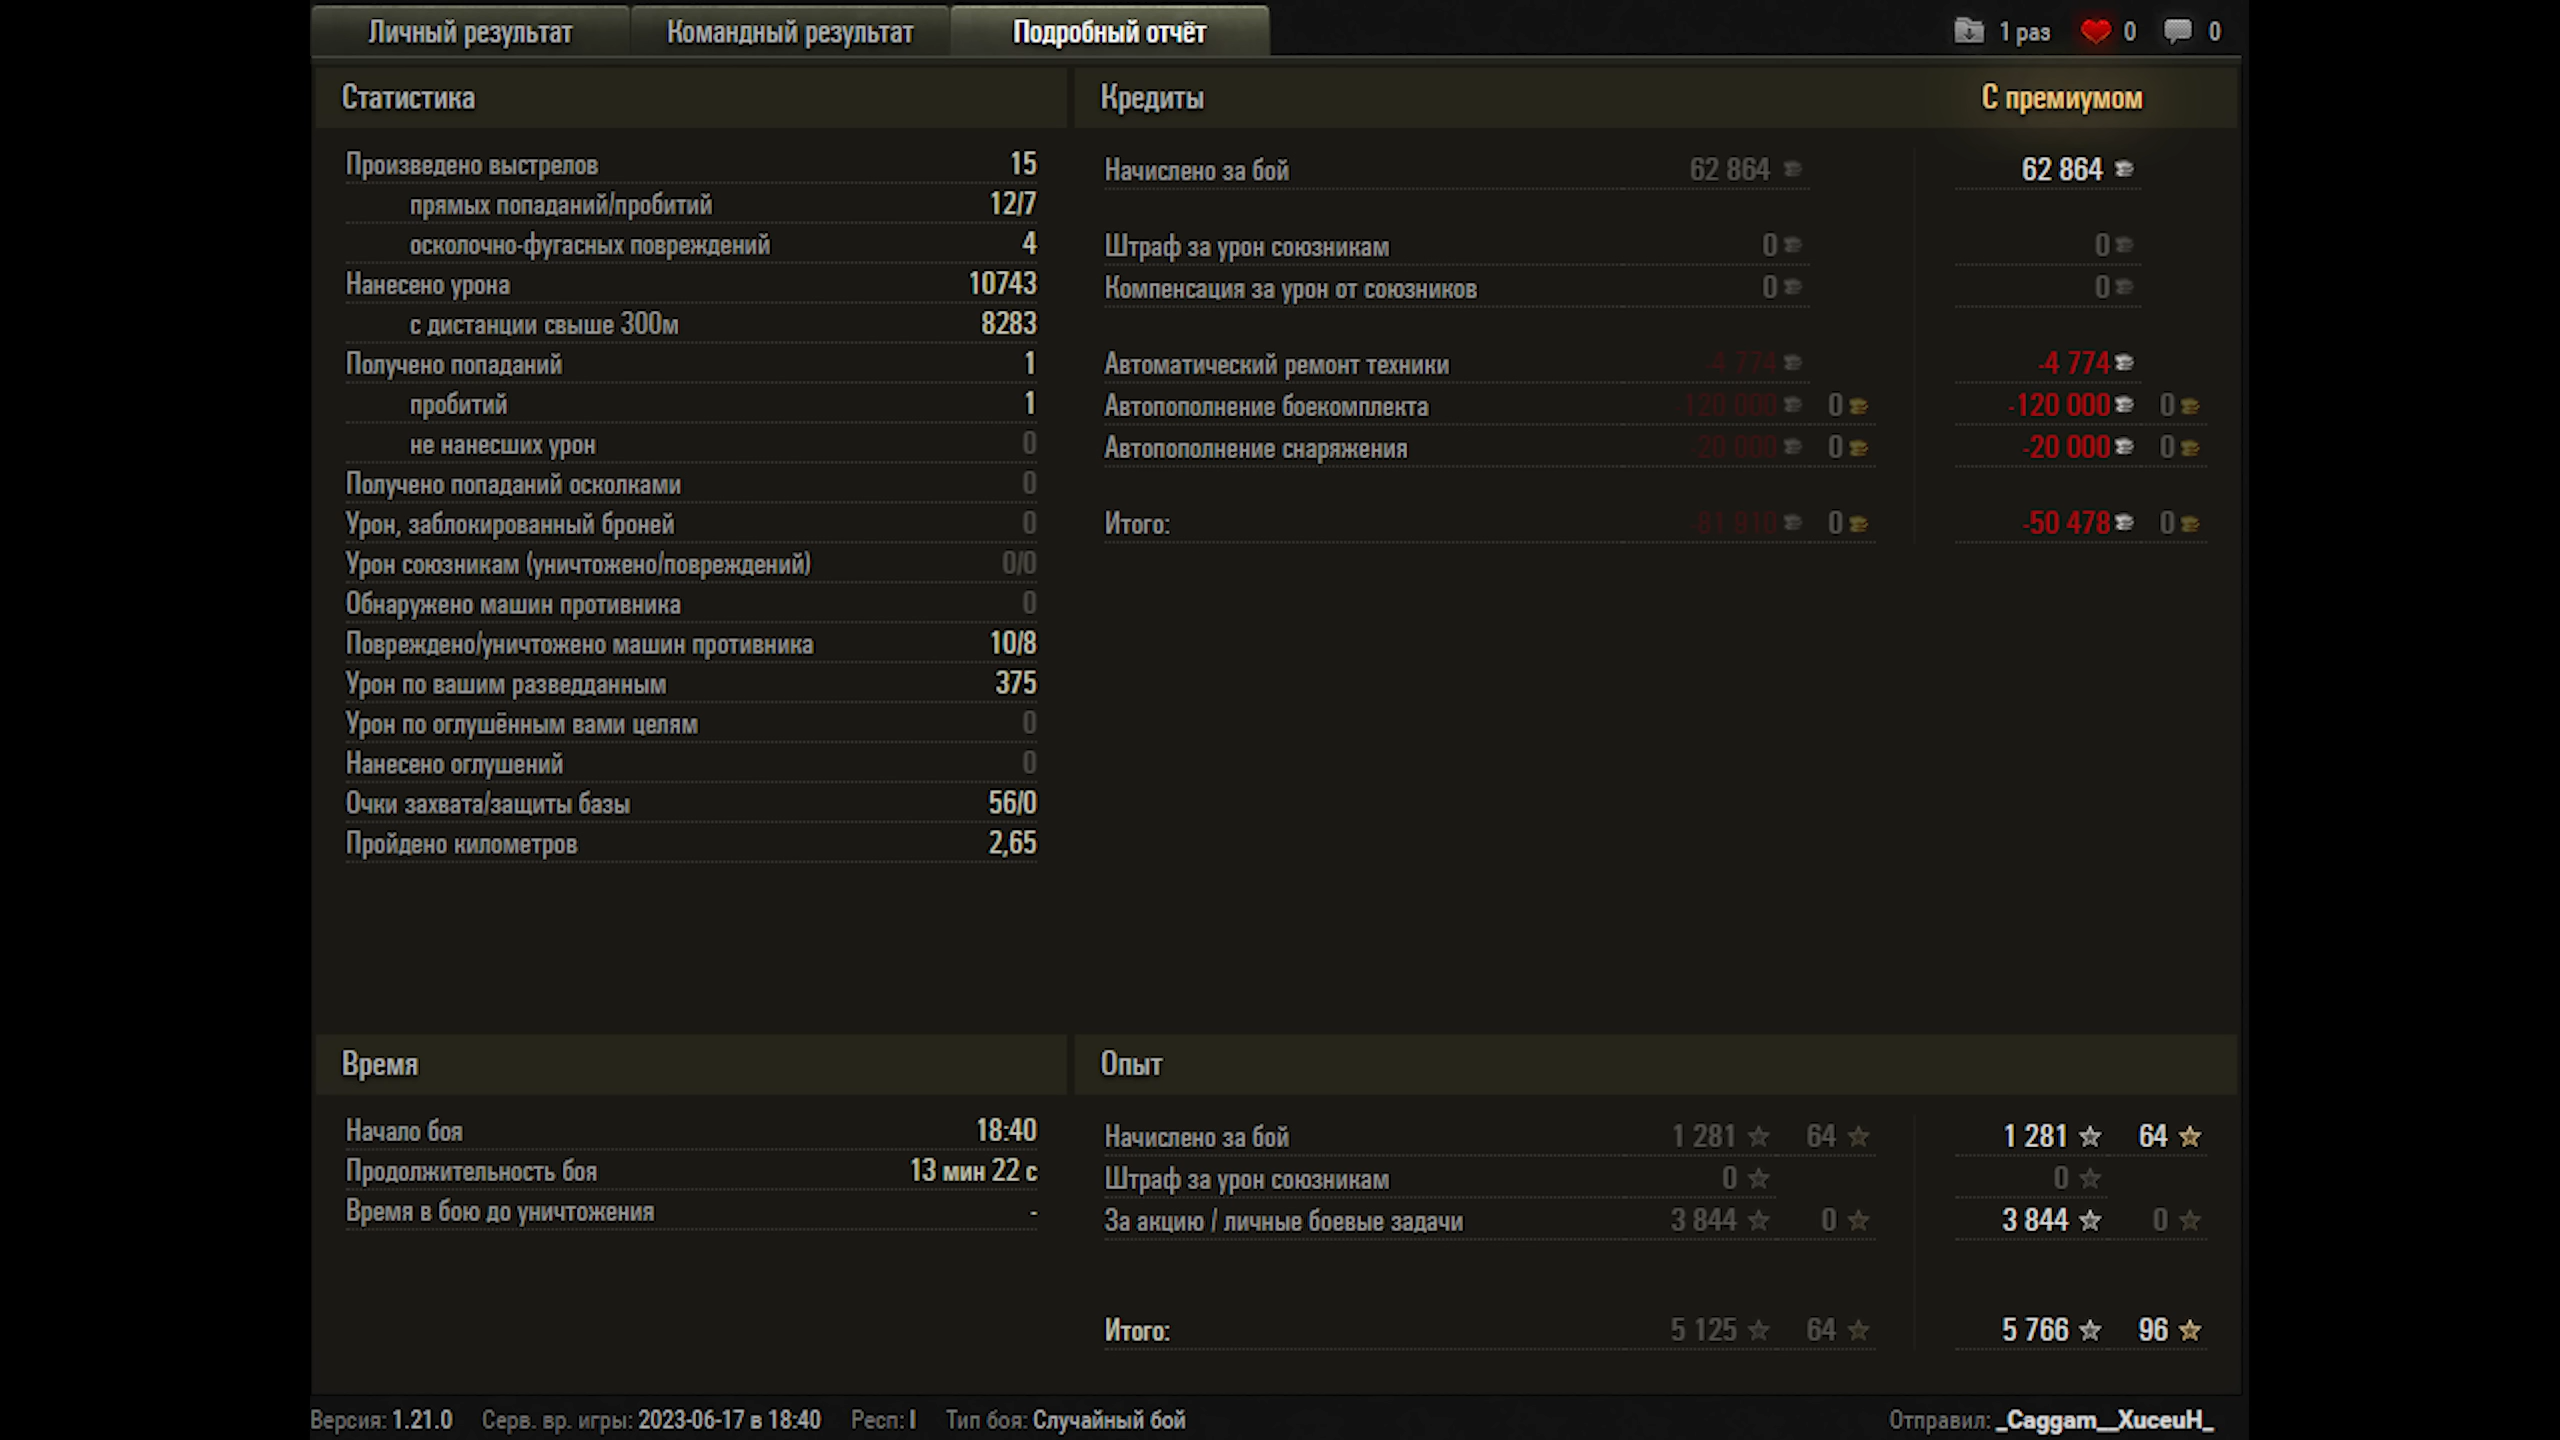 Личный результат Командный результат Подробный отчёт 1 раз 0 0
Статистика
Произведено выстрелов 15
прямых попаданий/пробитий 12/7
осколочно-фугасных повреждений 4
Нанесено урона 10743
с дистанции свыше 300м 8283
Получено попаданий 1
пробитий 1
не нанесших урон 0
Получено попаданий осколками 0
Урон, заблокированный броней 0
Урон союзникам (уничтожено/повреждений) 0/0
Обнаружено машин противника 0
Повреждено/уничтожено машин противника 10/8
Урон по вашим разведданным 375
Урон по оглушённым вами целям 0
Нанесено оглушений 0
Очки захвата/защиты базы 56/0
Пройдено километров 2,65
Кредиты С премиумом
Начислено за бой 62 864 62 864
Штраф за урон союзникам 0 0
Компенсация за урон от союзников 0 0
Автоматический ремонт техники -4 774 -4 774
Автопополнение боекомплекта -120 000 0 -120 000 0
Автопополнение снаряжения -20 000 0 -20 000 0
Итого: -81 910 0 -50 478 0
Время
Начало боя 18:40
Продолжительность боя 13 мин 22 с
Время в бою до уничтожения -
Опыт
Начислено за бой 1 281 64 1 281 64
Штраф за урон союзникам 0 0
За акцию / личные боевые задачи 3 844 0 3 844 0
Итого: 5 125 64 5 766 96
Версия: 1.21.0 Серв. вр. игры: 2023-06-17 в 18:40 Респ: I Тип боя: Случайный бой Отправил: _Caggam__XuceuH_